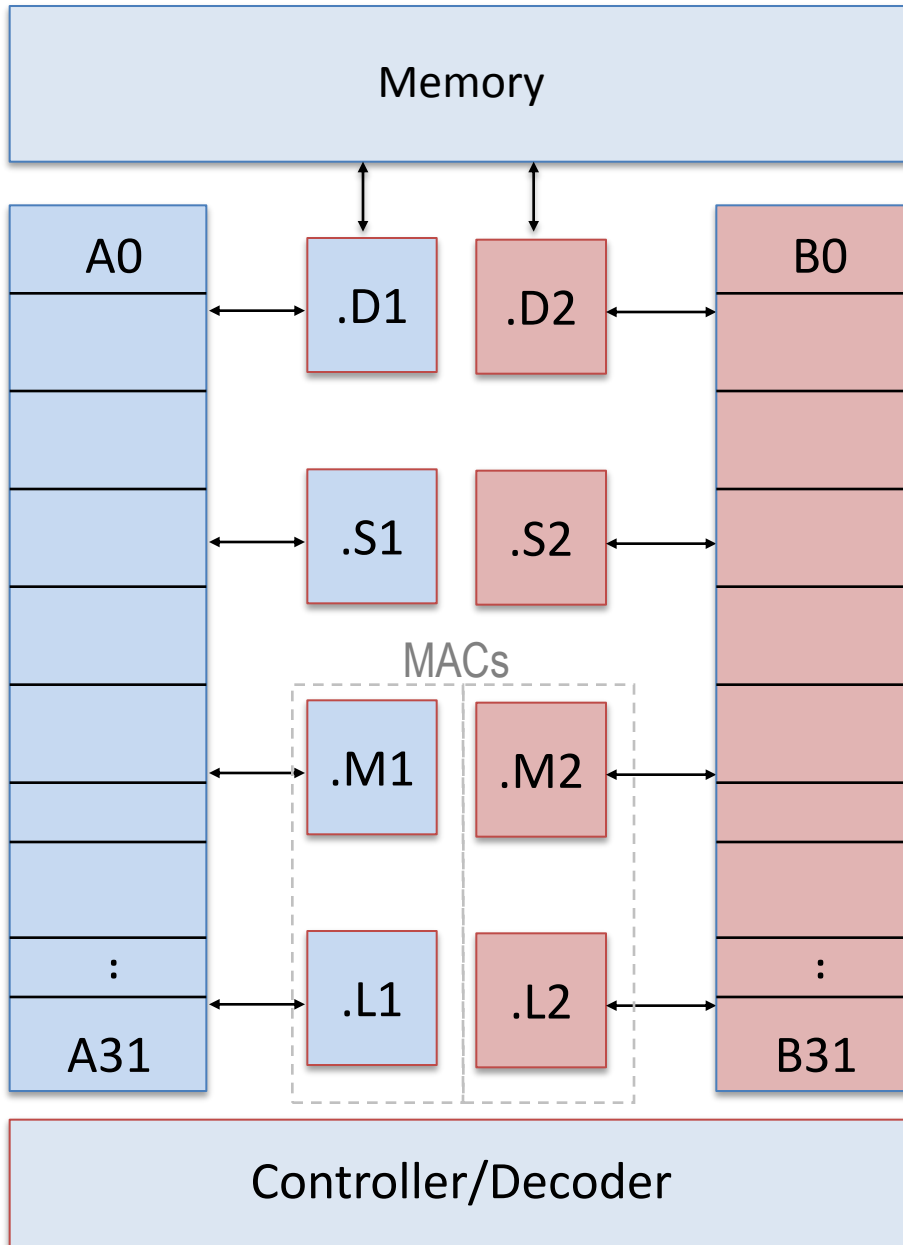 Memory
A0
B0
.D1
.D2
.S1
.S2
MACs
.M1
.M2
:
:
.L1
.L2
A31
B31
Controller/Decoder